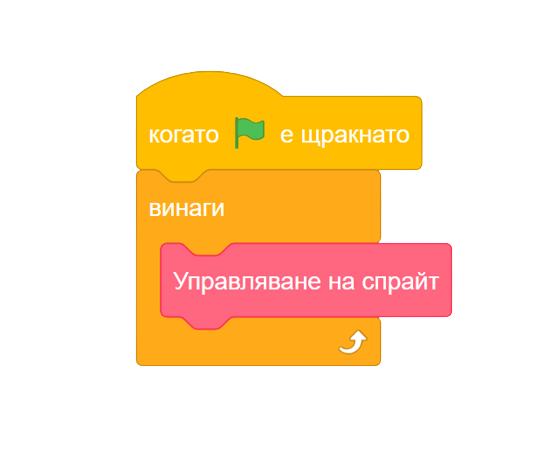 когато е щракнато
винаги
Управляване на спрайт